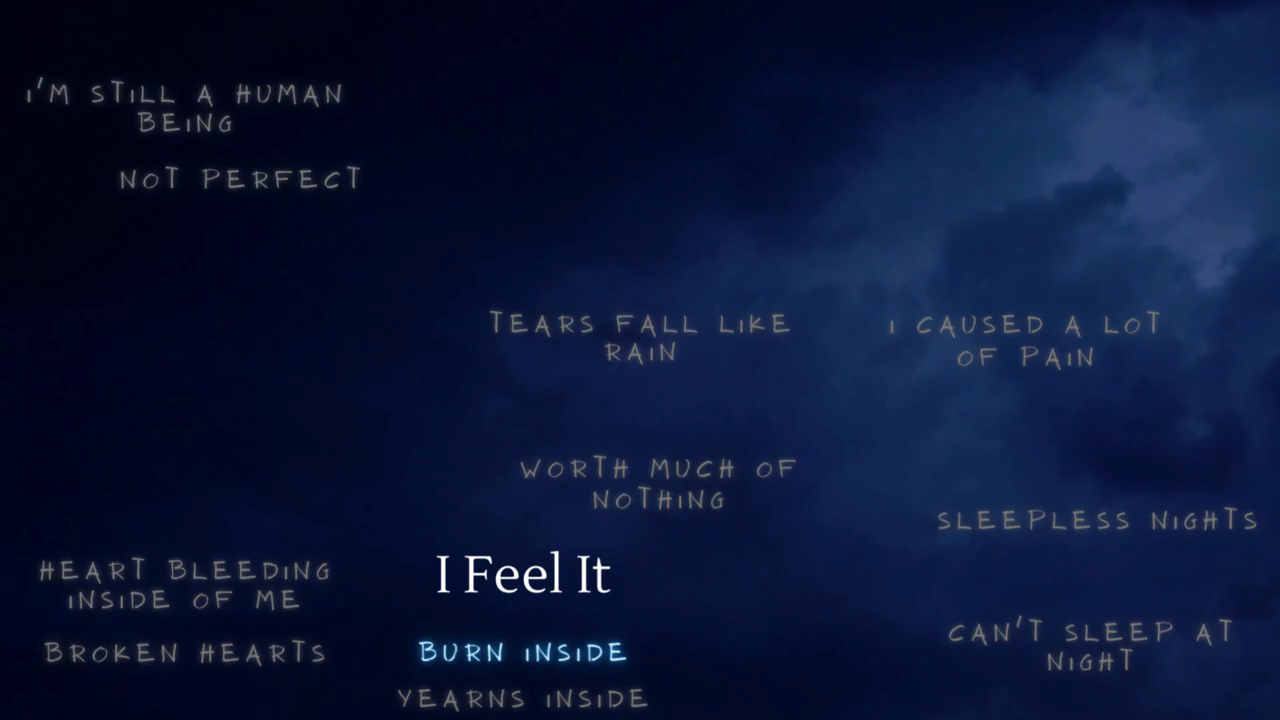 I'M STILL A HUMAN
BEING
NOT PERFECT
TEARS FALL LIKE
RAIN
I CAUSED A LOT
OF PAIN
WORTH MUCH OF
NOTHING
SLEEPLESS NIGHTS
I Feel It
HEART BLEEDING
INSIDE OF ME
BROKEN HEARTS
BURN INSIDE
YEARNS INSIDE
CAN'T SLEEP AT
NIGHT